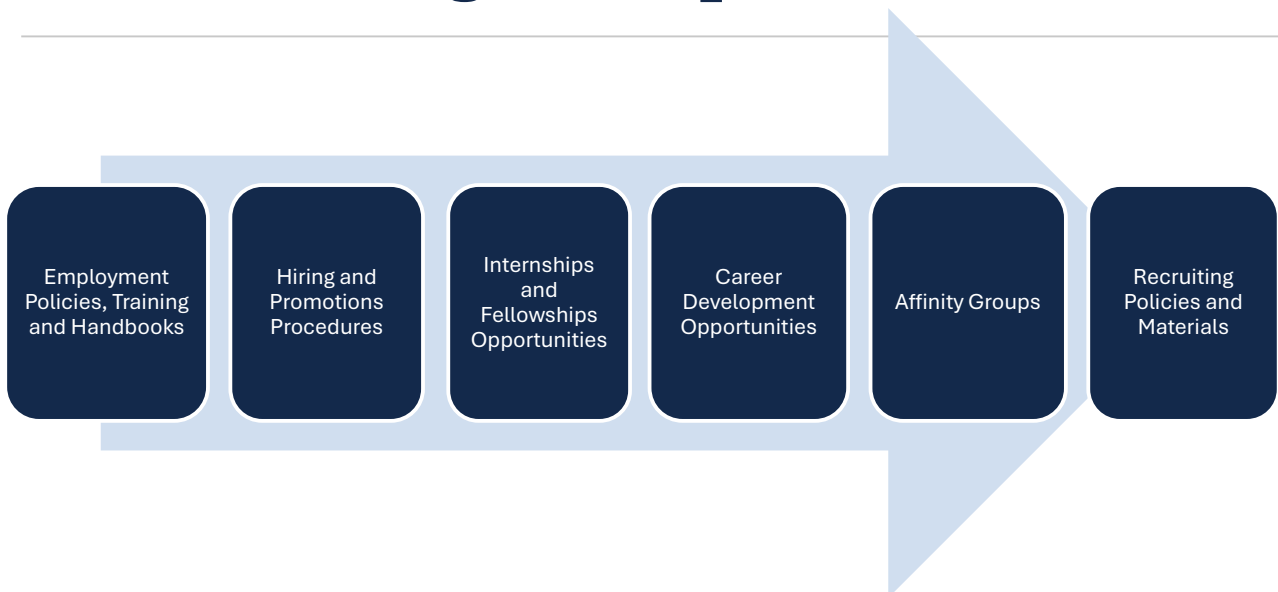 Employment
Policies, Training
and Handbooks
Hiring and
Promotions
Procedures
Internships
and
Fellowships
Opportunities
Career
Development
Opportunities
Affinity Groups
Recruiting
Policies and
Materials